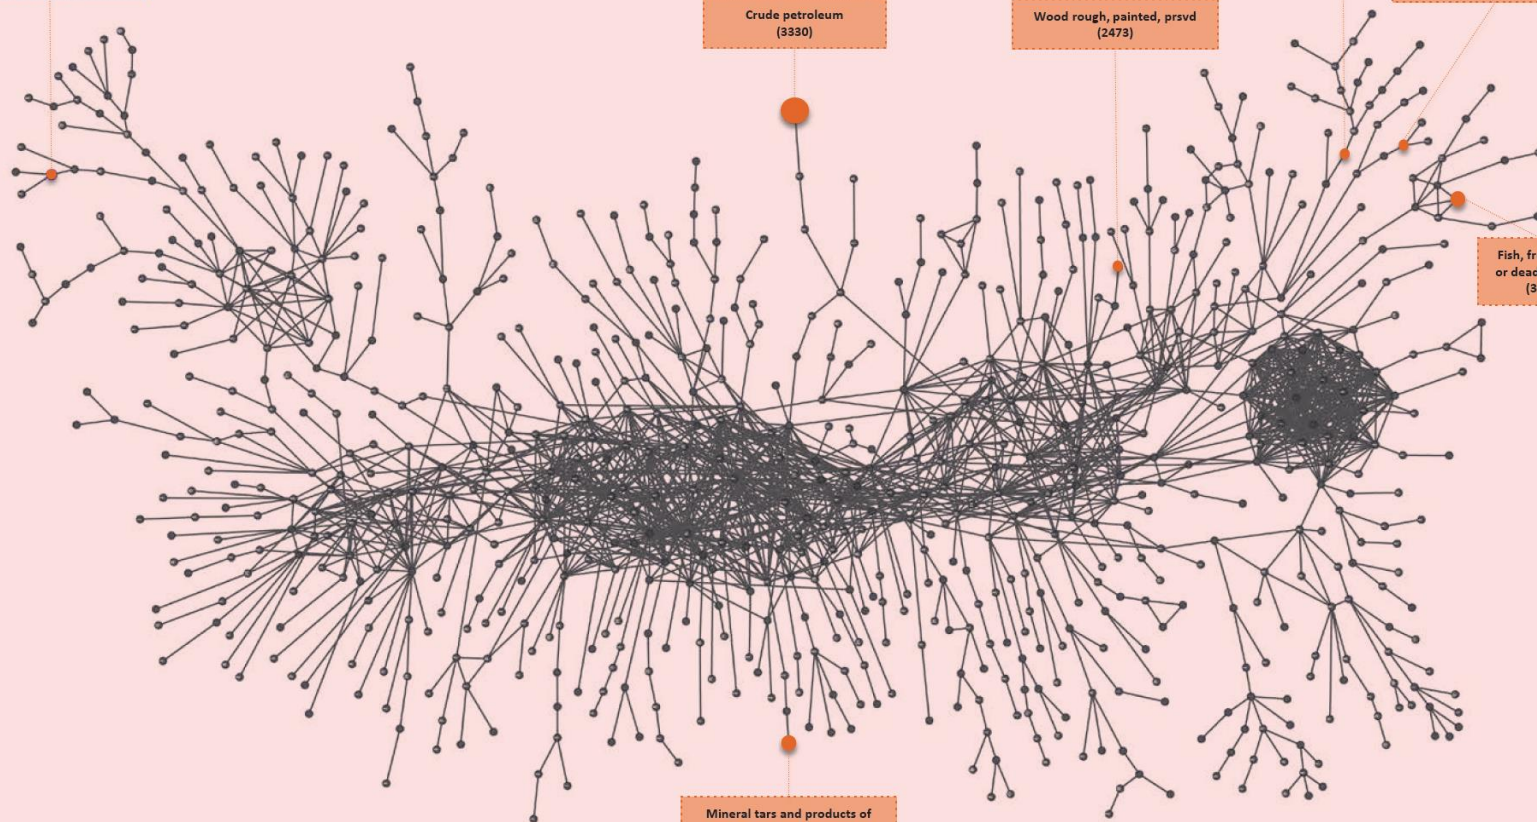 Crude petroleum
(3330)
Wood rough, painted, prsvd
(2473)
Fish, fr
or dead
(3
Mineral tars and products of